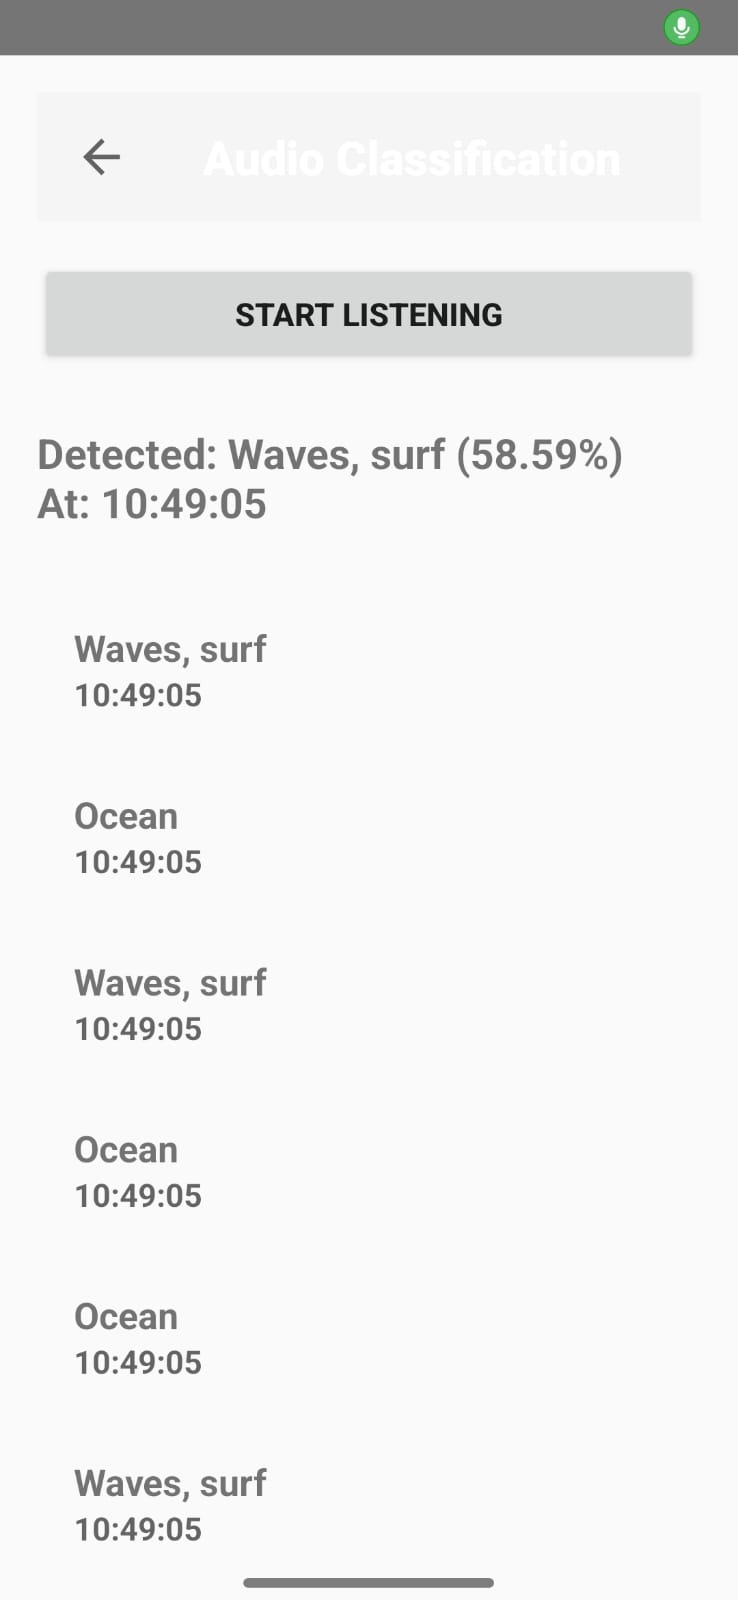 Audio Classification
START LISTENING
Detected: Waves, surf (58.59%)
At: 10:49:05
Waves, surf
10:49:05
Ocean
10:49:05
Waves, surf
10:49:05
Ocean
10:49:05
Ocean
10:49:05
Waves, surf
10:49:05